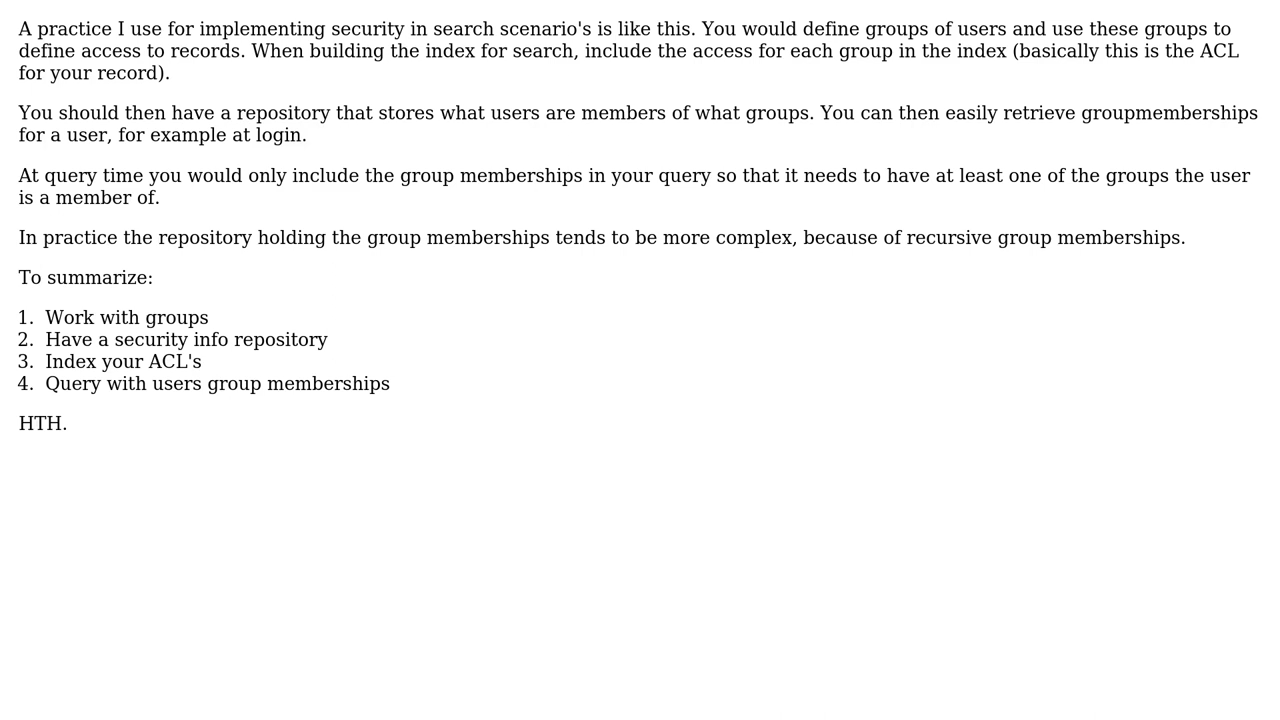 A practice I use for implementing security in search scenario's is like this. You would define groups of users and use these groups to
define access to records. When building the index for search, include the access for each group in the index (basically this is the ACL
for your record).
You should then have a repository that stores what users are members of what groups. You can then easily retrieve groupmemberships
for a user, for example at login.
At query time you would only include the group memberships in your query so that it needs to have at least one of the groups the user
is a member of.
In practice the repository holding the group memberships tends to be more complex, because of recursive group memberships.
To summarize:
1. Work with groups
2. Have a security info repository
3. Index your ACL's
4. Query with users group memberships
HTH.